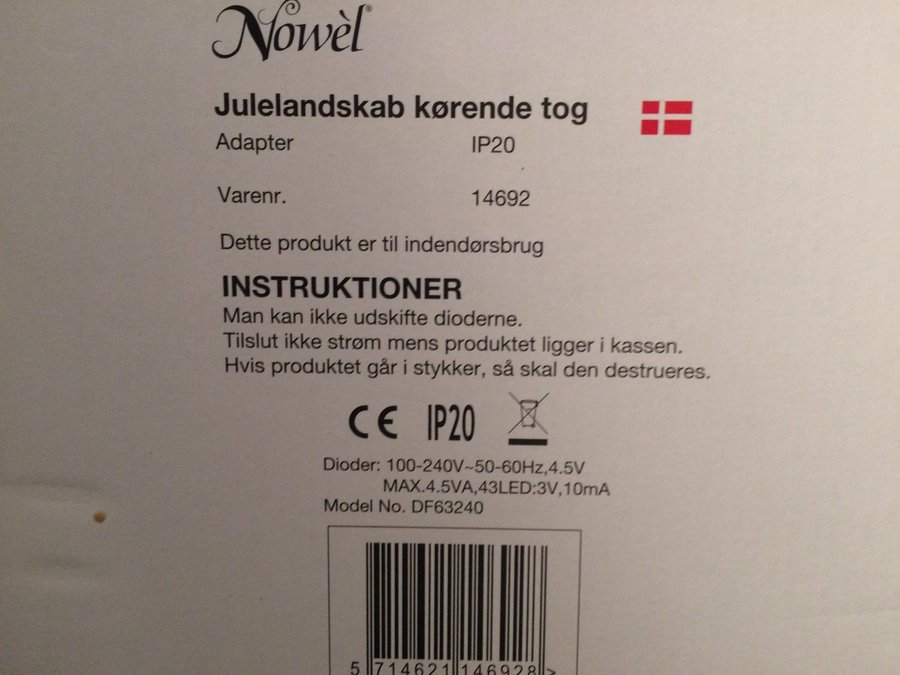 Nowèl®
Julelandskab kørende tog
Adapter IP20
Varenr. 14692
Dette produkt er til indendørsbrug
INSTRUKTIONER
Man kan ikke udskifte dioderne.
Tilslut ikke strøm mens produktet ligger i kassen.
Hvis produktet går i stykker, så skal den destrueres.
CE IP20
Dioder: 100-240V~50-60Hz,4.5V
MAX.4.5VA,43LED:3V,10mA
Model No. DF63240
5 714621 146928 >